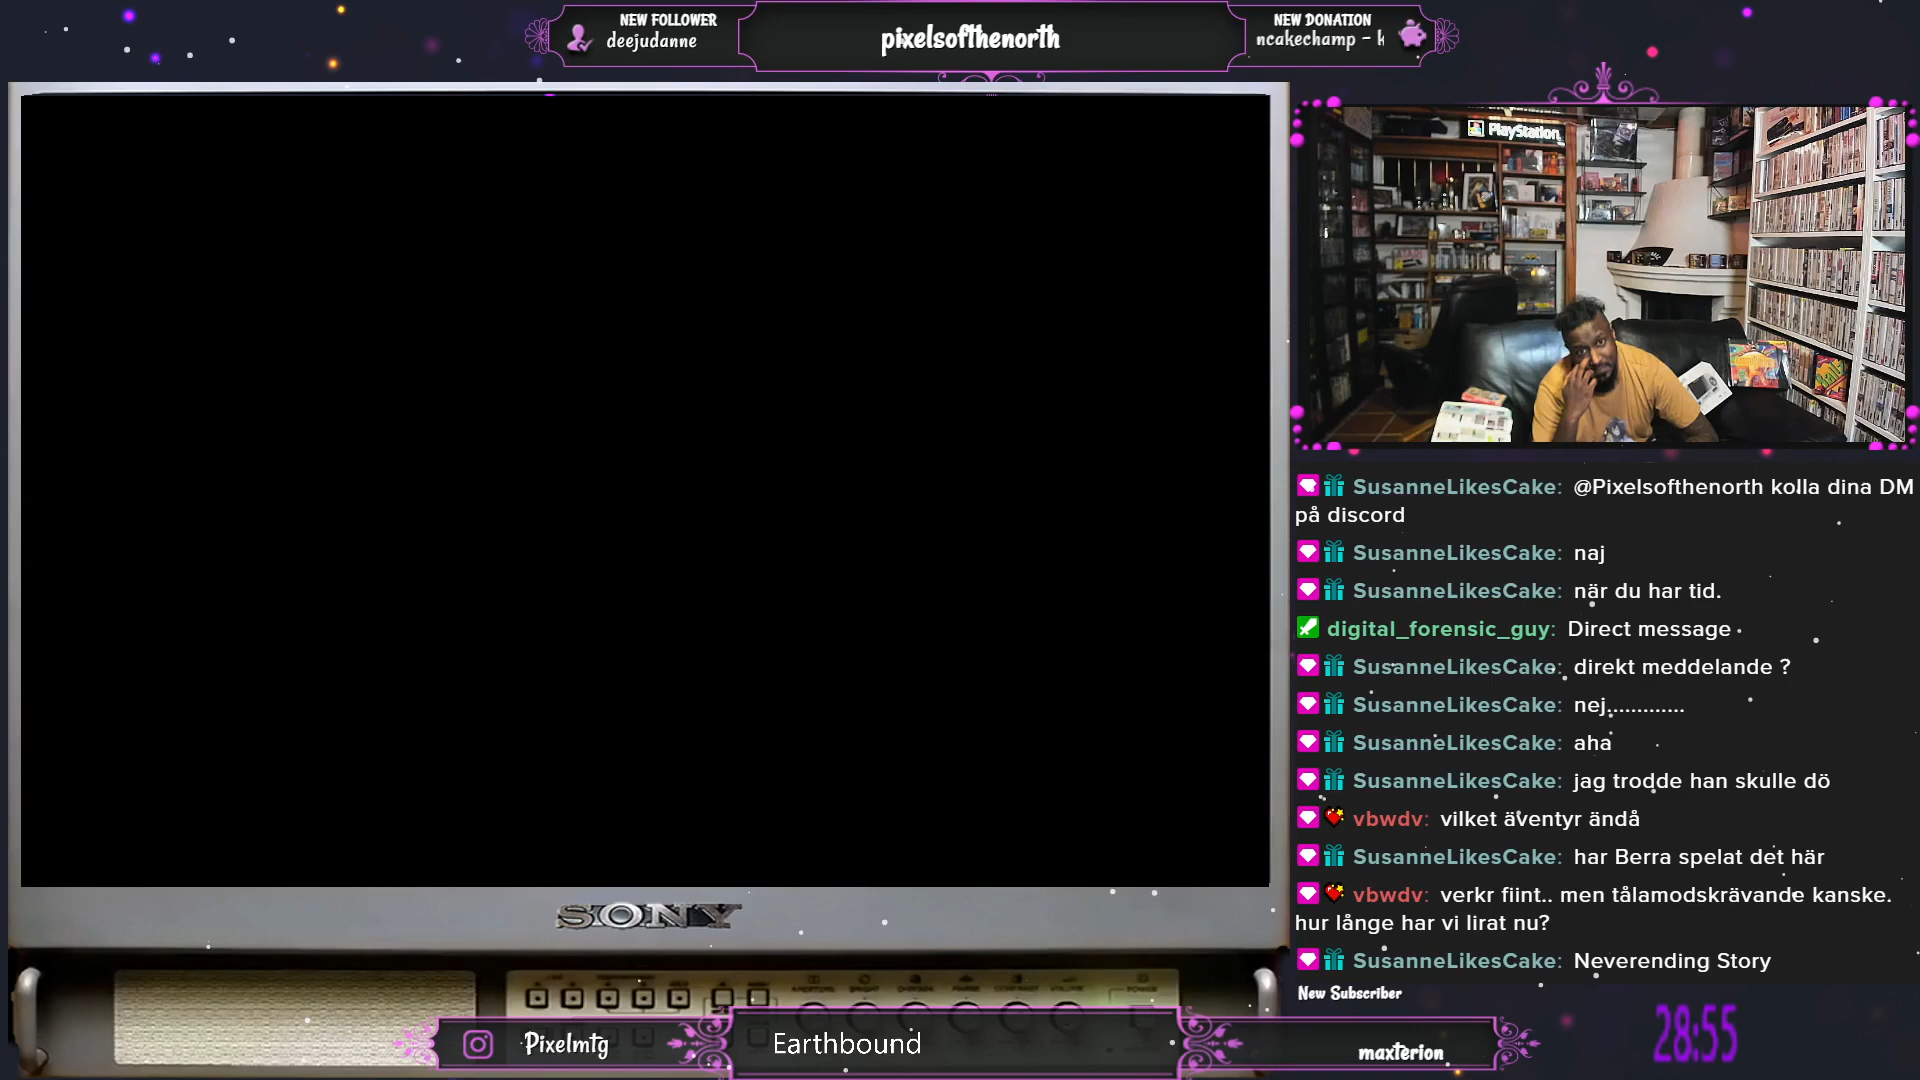 NEW FOLLOWER
deejudanne
pixelsofthenorth
NEW DONATION
ncakechamp -
PlayStation
SusanneLikesCake: @Pixelsofthenorth kolla dina DM
på discord
SusanneLikesCake: naj
SusanneLikesCake: när du har tid.
digital_forensic_guy: Direct message
SusanneLikesCake: direkt meddelande ?
SusanneLikesCake: nej.............
SusanneLikesCake: aha
SusanneLikesCake: jag trodde han skulle dö
vbwdv: vilket äventyr ändå
SusanneLikesCake: har Berra spelat det här
vbwdv: verkr fiint.. men tålamodskrävande kanske.
hur långe har vi lirat nu?
SusanneLikesCake: Neverending Story
SONY
New Subscriber
Pixelmtg
Earthbound
maxterion
28:55